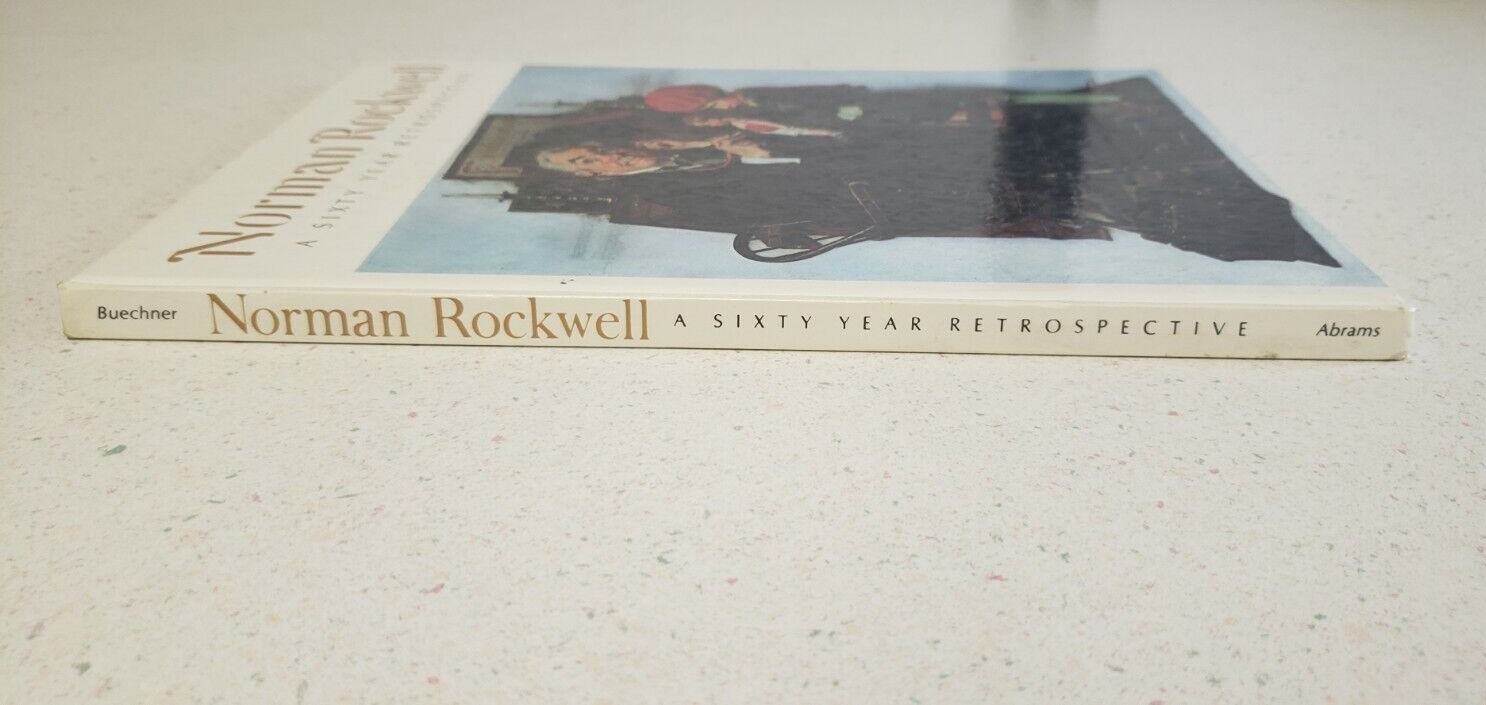 Norman Rockwell
A SIXTY YEAR RETROSPECTIVE
Buechner Norman Rockwell A SIXTY YEAR RETROSPECTIVE Abrams